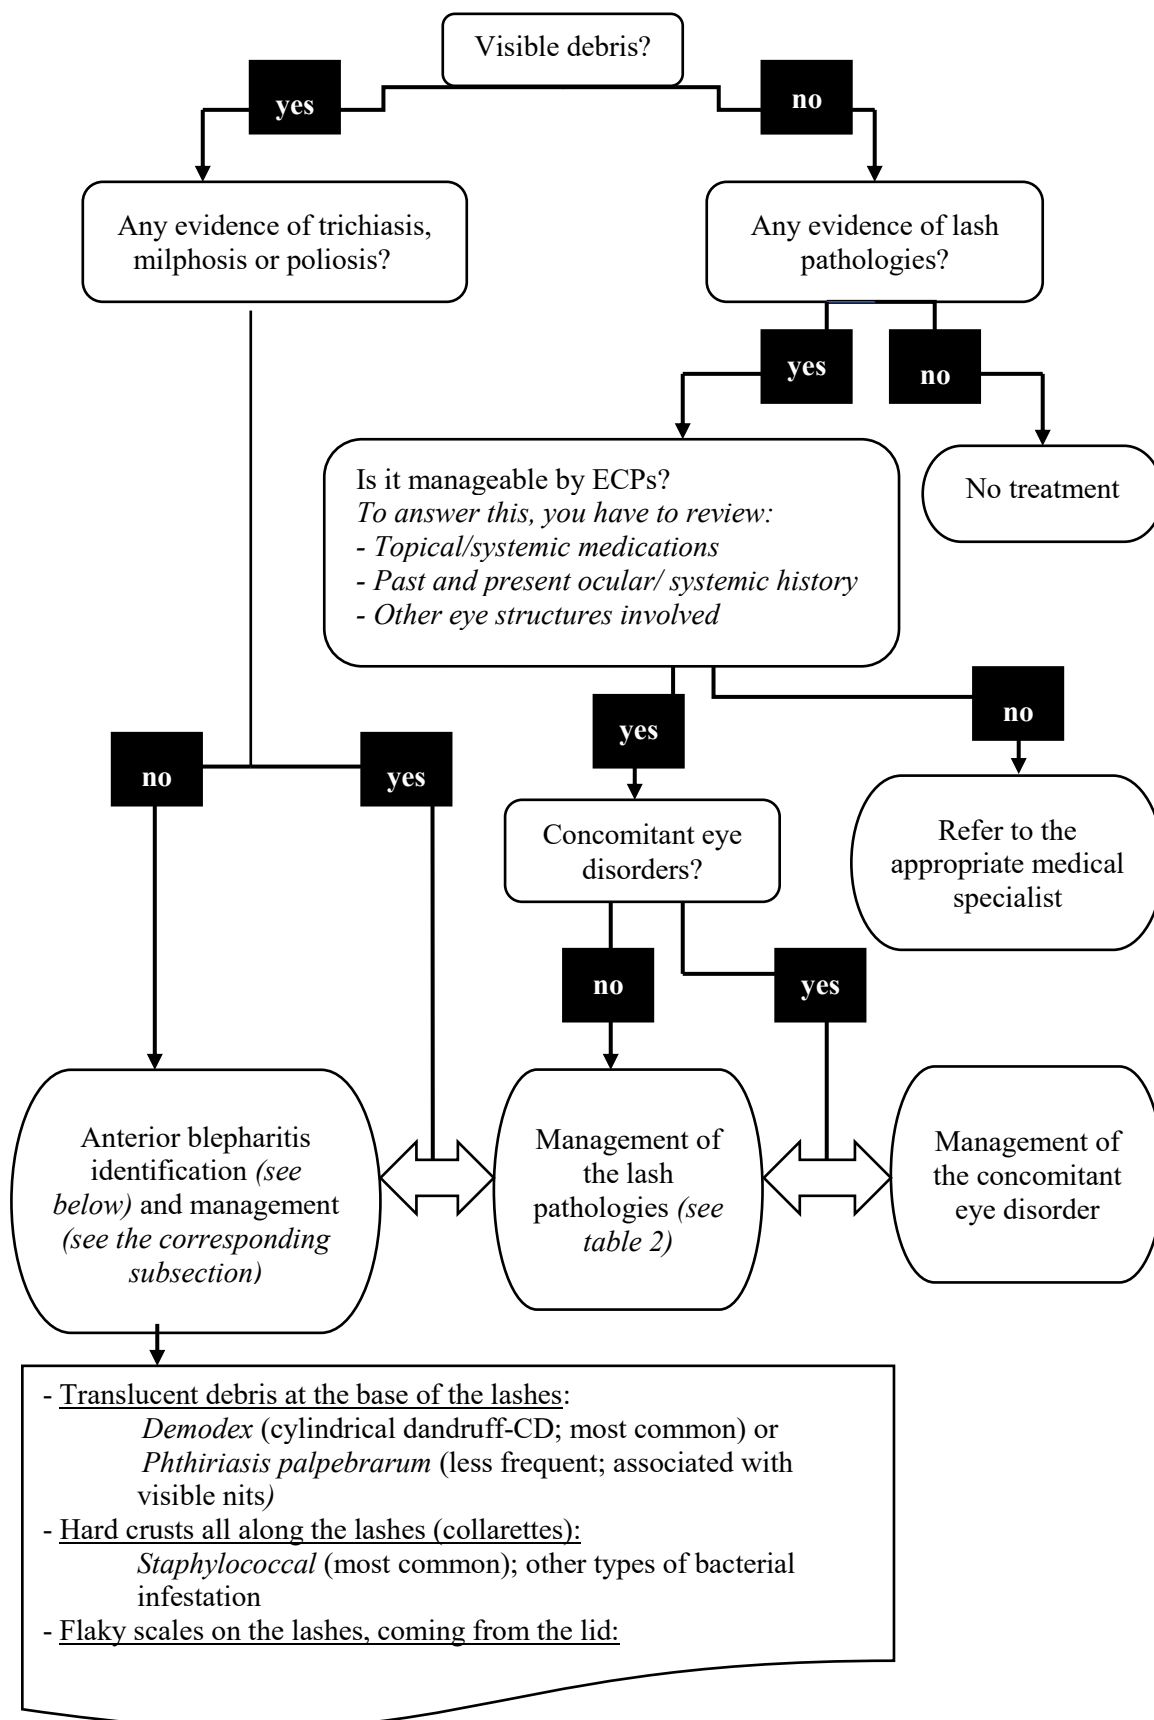 Visible debris?
yes
no
Any evidence of trichiasis,
milphosis or poliosis?
Any evidence of lash
pathologies?
yes
no
Is it manageable by ECPs?
To answer this, you have to review:
- Topical/systemic medications
- Past and present ocular/ systemic history
- Other eye structures involved
No treatment
no
yes
yes
no
Concomitant eye
disorders?
Refer to the
appropriate medical
specialist
no
yes
Anterior blepharitis
identification (see
below) and management
(see the corresponding
subsection)
Management of
the lash
pathologies (see
table 2)
Management of
the concomitant
eye disorder
- Translucent debris at the base of the lashes:
Demodex (cylindrical dandruff-CD; most common) or
Phthiriasis palpebrarum (less frequent; associated with
visible nits)
- Hard crusts all along the lashes (collarettes):
Staphylococcal (most common); other types of bacterial
infestation
- Flaky scales on the lashes, coming from the lid: